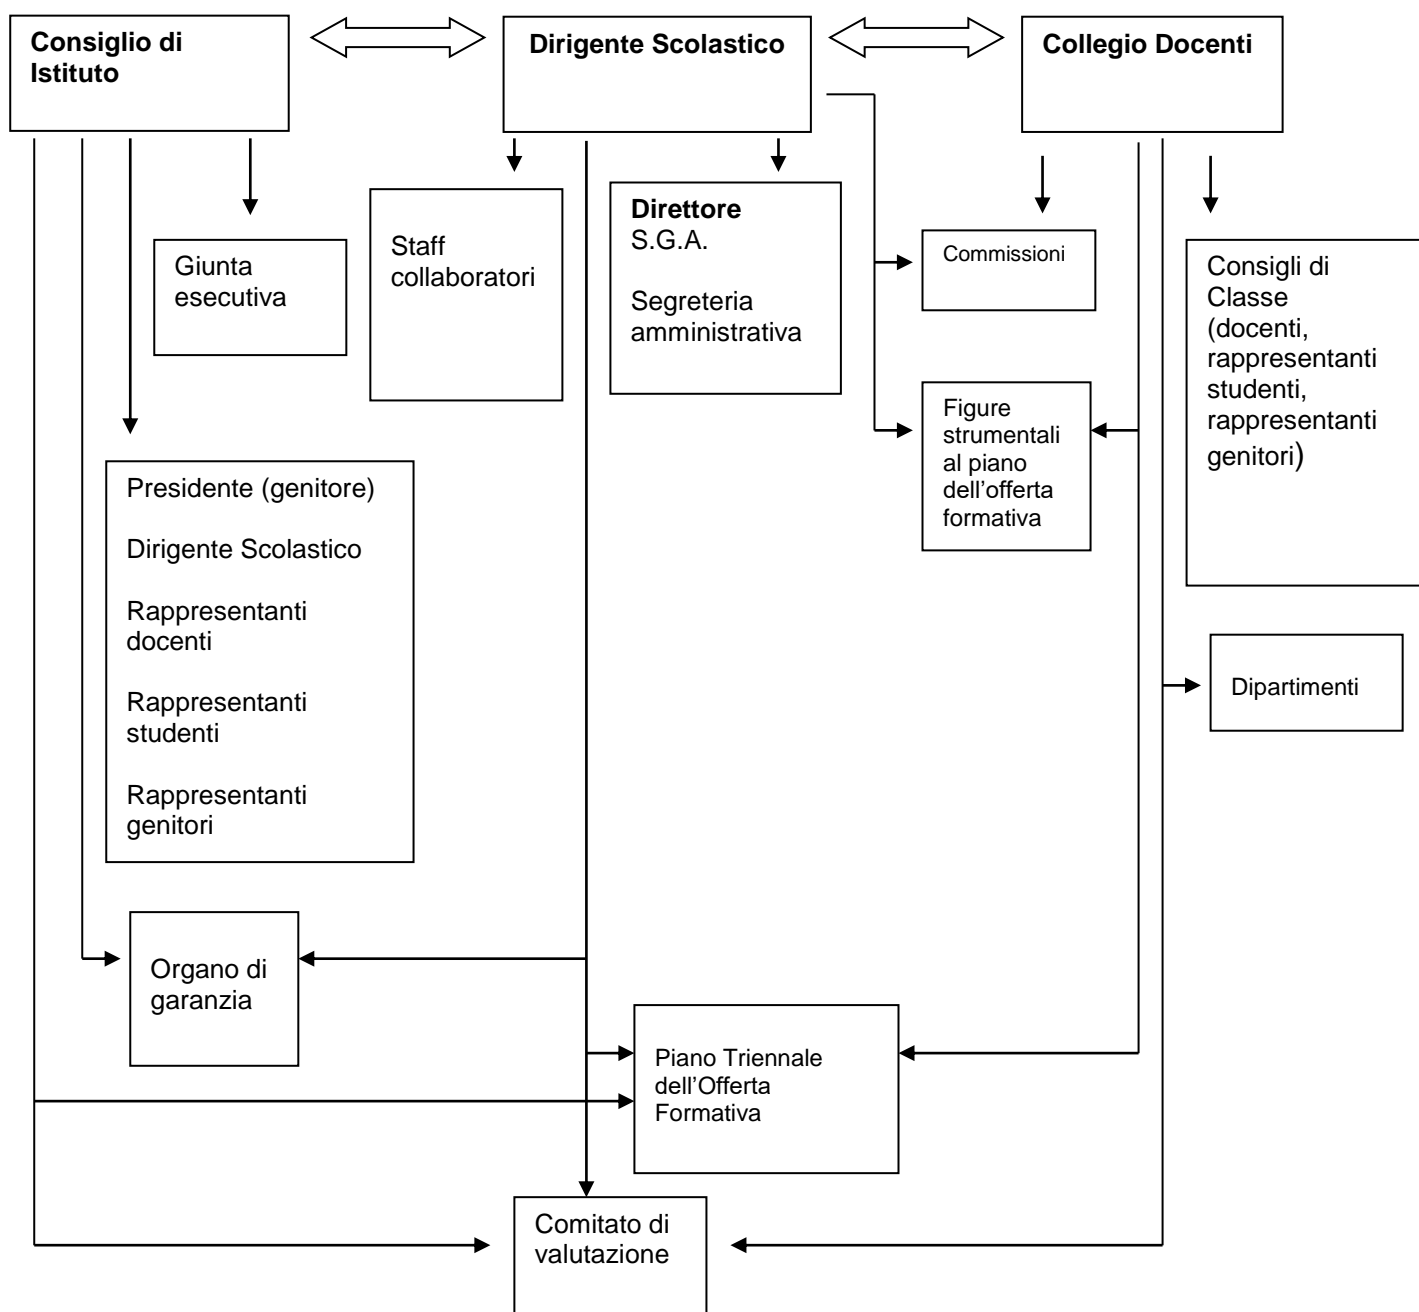 Consiglio di
Istituto
Dirigente Scolastico
Collegio Docenti
Giunta
esecutiva
Staff
collaboratori
Direttore
S.G.A.
Segreteria
amministrativa
Commissioni
Consigli di
Classe
(docenti,
rappresentanti
studenti,
rappresentanti
genitori)
Figure
strumentali
al piano
dell’offerta
formativa
Presidente (genitore)
Dirigente Scolastico
Rappresentanti
docenti
Rappresentanti
studenti
Rappresentanti
genitori
Dipartimenti
Organo di
garanzia
Piano Triennale
dell’Offerta
Formativa
Comitato di
valutazione